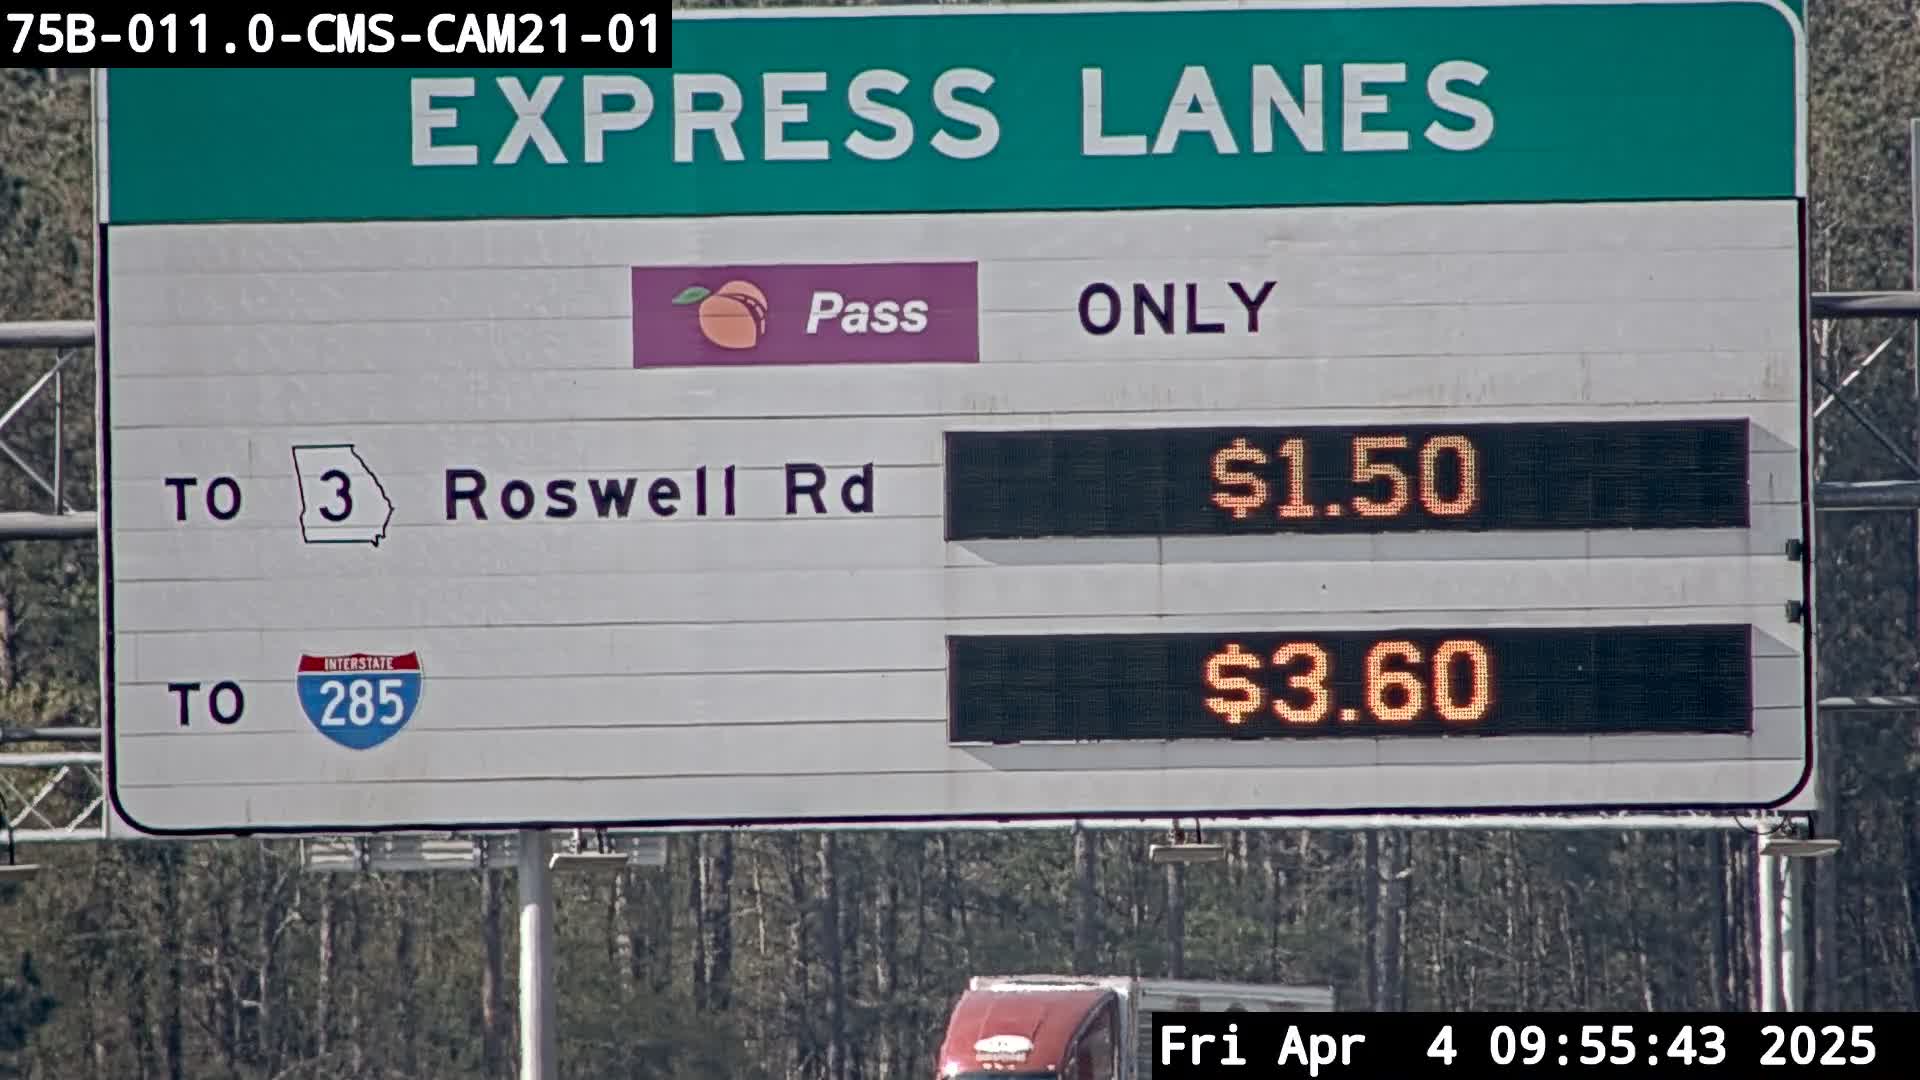 75B-011.0-CMS-CAM21-01
EXPRESS LANES
Pass ONLY
TO 3 Roswell Rd $1.50
TO INTERSTATE 285 $3.60
Fri Apr 4 09:55:43 2025